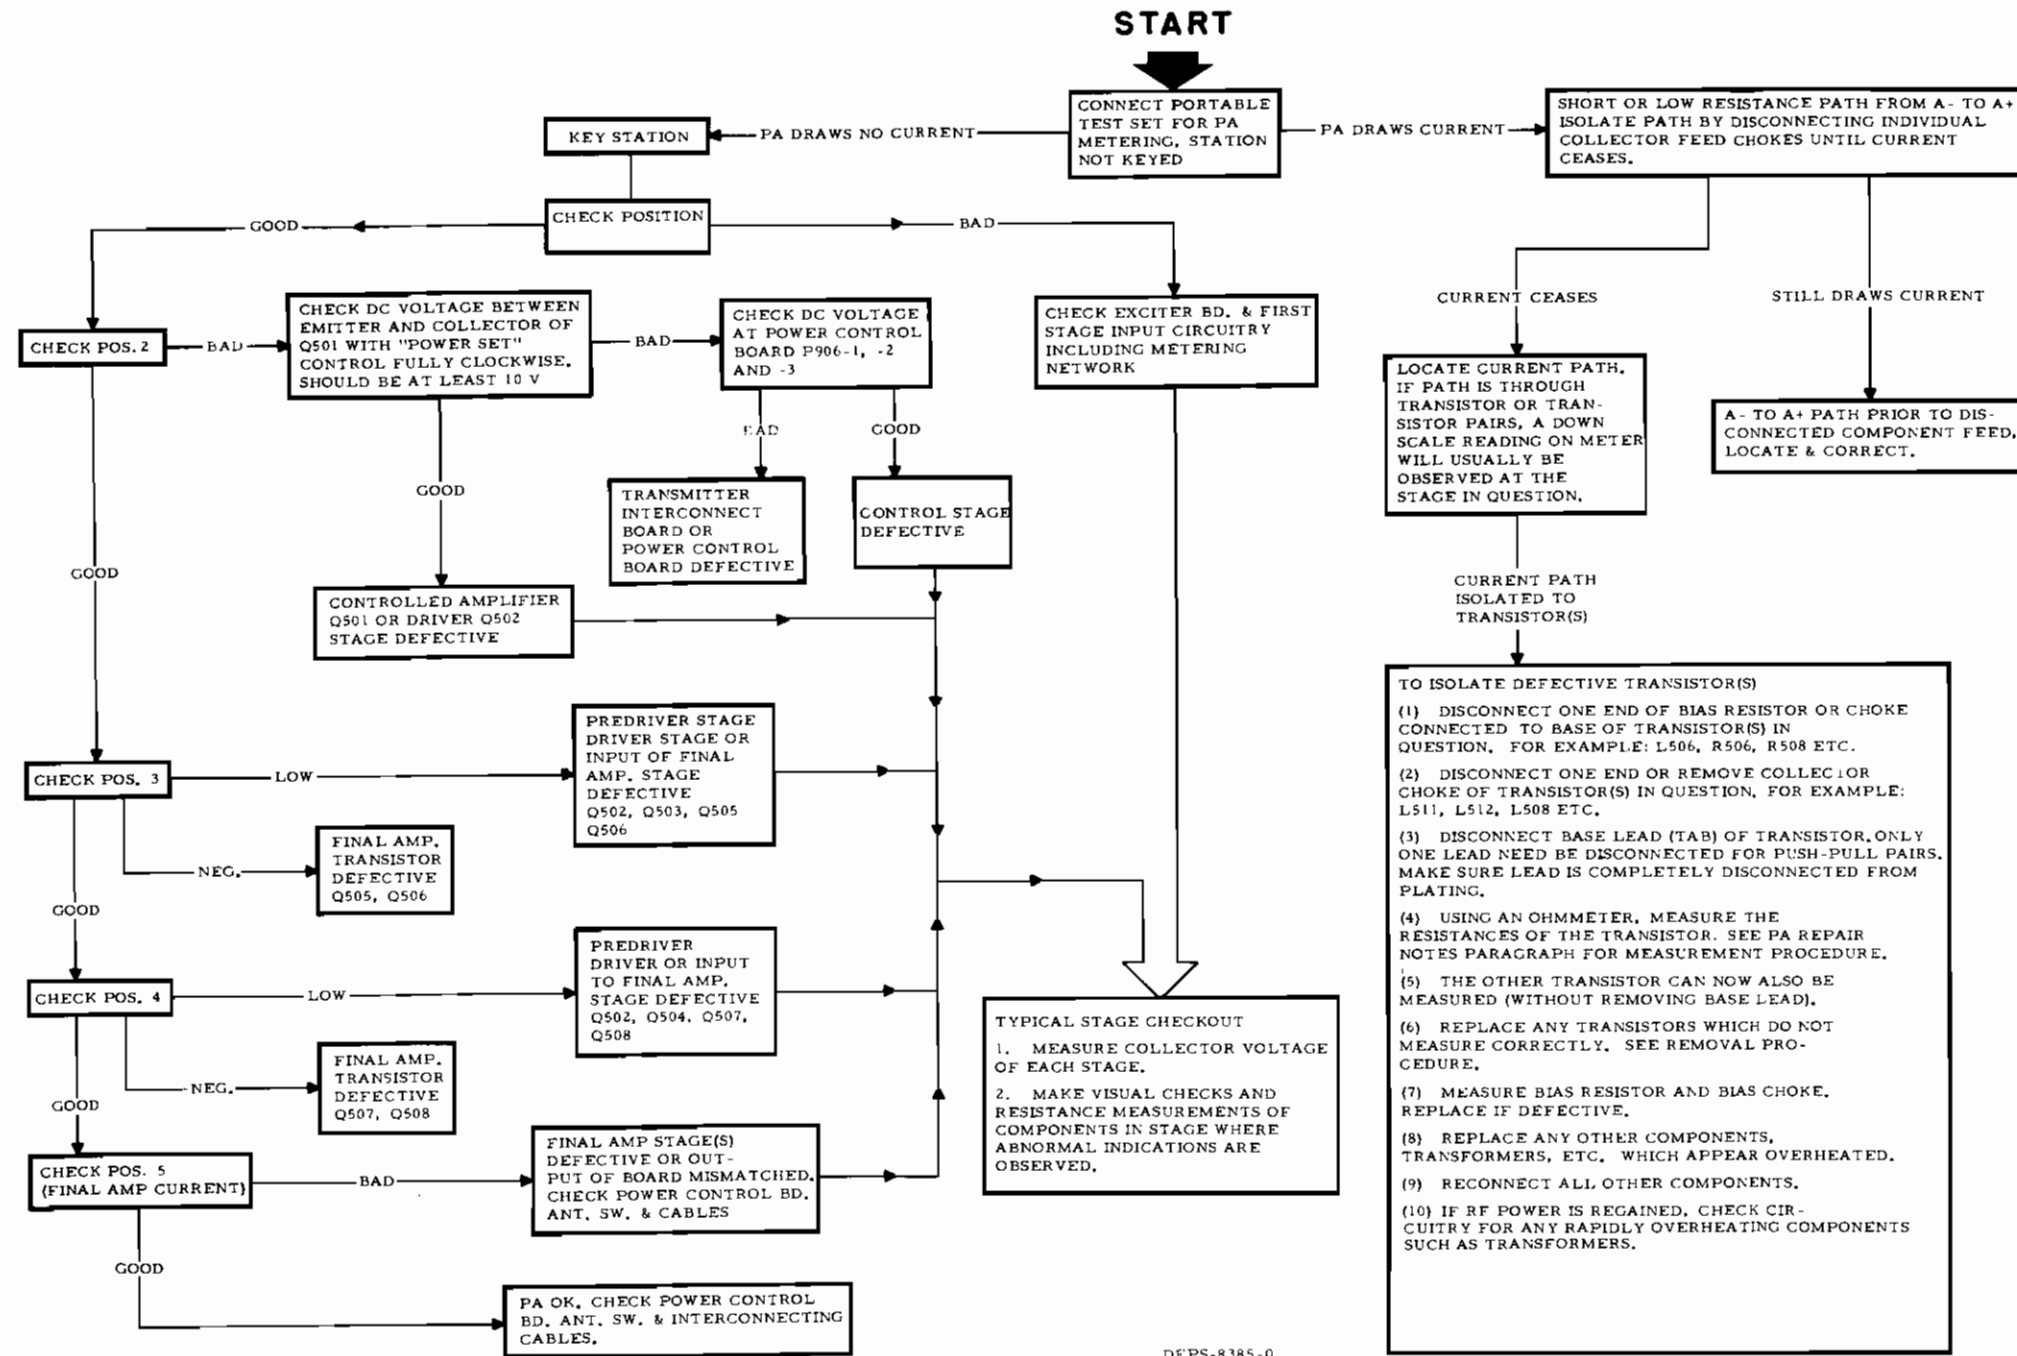 START
CONNECT PORTABLE
TEST SET FOR PA
METERING, STATION
NOT KEYED
PA DRAWS NO CURRENT
PA DRAWS CURRENT
KEY STATION
CHECK POSITION
GOOD
BAD
SHORT OR LOW RESISTANCE PATH FROM A- TO A+
ISOLATE PATH BY DISCONNECTING INDIVIDUAL
COLLECTOR FEED CHOKES UNTIL CURRENT
CEASES.
CURRENT CEASES
STILL DRAWS CURRENT
CHECK POS. 2
BAD
CHECK DC VOLTAGE BETWEEN
EMITTER AND COLLECTOR OF
Q501 WITH "POWER SET"
CONTROL FULLY CLOCKWISE.
SHOULD BE AT LEAST 10 V
BAD
CHECK DC VOLTAGE
AT POWER CONTROL
BOARD P906-1, -2
AND -3
CHECK EXCITER BD. & FIRST
STAGE INPUT CIRCUITRY
INCLUDING METERING
NETWORK
LOCATE CURRENT PATH.
IF PATH IS THROUGH
TRANSISTOR OR TRAN-
SISTOR PAIRS, A DOWN
SCALE READING ON METER
WILL USUALLY BE
OBSERVED AT THE
STAGE IN QUESTION.
A- TO A+ PATH PRIOR TO DIS-
CONNECTED COMPONENT FEED.
LOCATE & CORRECT.
BAD
GOOD
GOOD
TRANSMITTER
INTERCONNECT
BOARD OR
POWER CONTROL
BOARD DEFECTIVE
CONTROL STAGE
DEFECTIVE
GOOD
CONTROLLED AMPLIFIER
Q501 OR DRIVER Q502
STAGE DEFECTIVE
CURRENT PATH
ISOLATED TO
TRANSISTOR(S)
CHECK POS. 3
LOW
PREDRIVER STAGE
DRIVER STAGE OR
INPUT OF FINAL
AMP. STAGE
DEFECTIVE
Q502, Q503, Q505
Q506
NEG.
FINAL AMP.
TRANSISTOR
DEFECTIVE
Q505, Q506
GOOD
CHECK POS. 4
LOW
PREDRIVER
DRIVER OR INPUT
TO FINAL AMP.
STAGE DEFECTIVE
Q502, Q504, Q507,
Q508
NEG.
FINAL AMP.
TRANSISTOR
DEFECTIVE
Q507, Q508
GOOD
CHECK POS. 5
(FINAL AMP CURRENT)
BAD
FINAL AMP STAGE(S)
DEFECTIVE OR OUT-
PUT OF BOARD MISMATCHED.
CHECK POWER CONTROL BD.
ANT. SW. & CABLES
GOOD
PA OK. CHECK POWER CONTROL
BD. ANT. SW. & INTERCONNECTING
CABLES.
TYPICAL STAGE CHECKOUT
1. MEASURE COLLECTOR VOLTAGE
OF EACH STAGE.
2. MAKE VISUAL CHECKS AND
RESISTANCE MEASUREMENTS OF
COMPONENTS IN STAGE WHERE
ABNORMAL INDICATIONS ARE
OBSERVED.
TO ISOLATE DEFECTIVE TRANSISTOR(S)
(1) DISCONNECT ONE END OF BIAS RESISTOR OR CHOKE
CONNECTED TO BASE OF TRANSISTOR(S) IN
QUESTION. FOR EXAMPLE: L506, R506, R508 ETC.
(2) DISCONNECT ONE END OR REMOVE COLLECTOR
CHOKE OF TRANSISTOR(S) IN QUESTION. FOR EXAMPLE:
L511, L512, L508 ETC.
(3) DISCONNECT BASE LEAD (TAB) OF TRANSISTOR. ONLY
ONE LEAD NEED BE DISCONNECTED FOR PUSH-PULL PAIRS.
MAKE SURE LEAD IS COMPLETELY DISCONNECTED FROM
PLATING.
(4) USING AN OHMMETER, MEASURE THE
RESISTANCES OF THE TRANSISTOR. SEE PA REPAIR
NOTES PARAGRAPH FOR MEASUREMENT PROCEDURE.
(5) THE OTHER TRANSISTOR CAN NOW ALSO BE
MEASURED (WITHOUT REMOVING BASE LEAD).
(6) REPLACE ANY TRANSISTORS WHICH DO NOT
MEASURE CORRECTLY. SEE REMOVAL PRO-
CEDURE.
(7) MEASURE BIAS RESISTOR AND BIAS CHOKE.
REPLACE IF DEFECTIVE.
(8) REPLACE ANY OTHER COMPONENTS,
TRANSFORMERS, ETC. WHICH APPEAR OVERHEATED.
(9) RECONNECT ALL OTHER COMPONENTS.
(10) IF RF POWER IS REGAINED, CHECK CIR-
CUITRY FOR ANY RAPIDLY OVERHEATING COMPONENTS
SUCH AS TRANSFORMERS.
DEPS-8385-0